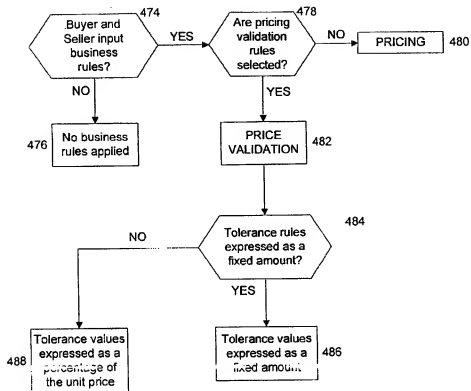 474
Buyer and
Seller input
business
rules?
YES
478
Are pricing
validation
rules
selected?
NO
PRICING
480
NO
YES
476
No business
rules applied
PRICE
VALIDATION
482
484
Tolerance rules
expressed as a
fixed amount?
NO
YES
488
Tolerance values
expressed as a
percentage of
the unit price
Tolerance values
expressed as a
fixed amount
486